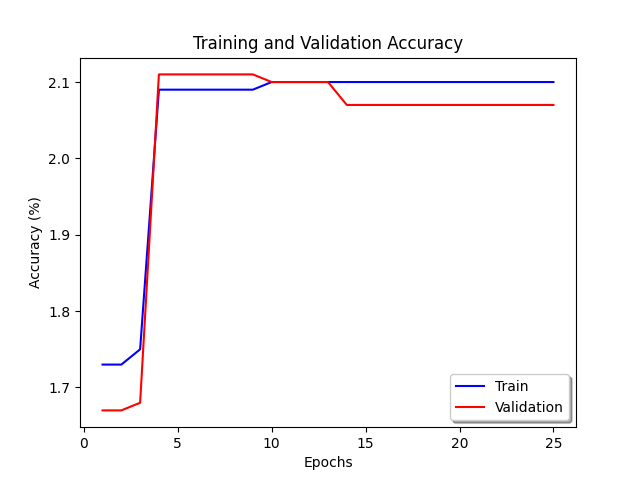 Training and Validation Accuracy
2.1
2.0
1.9
1.8
1.7
Accuracy (%)
0
5
10
15
20
25
Epochs
Train
Validation